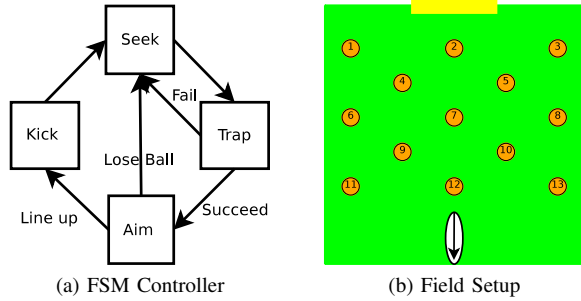 Seek
Fail
Kick
Trap
Lose Ball
Line up
Succeed
Aim
(a) FSM Controller
1 2 3
4 5
6 7 8
9 10
11 12 13
(b) Field Setup